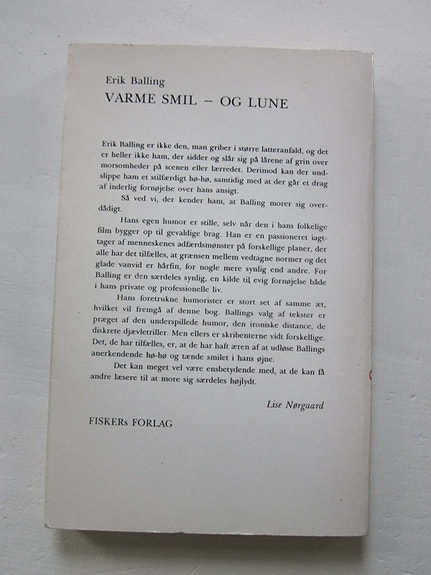 Erik Balling
VARME SMIL – OG LUNE
Erik Balling er ikke den, man griber i større latteranfald, og det
er heller ikke ham, der sidder og slår sig på lårene af grin over
morsomheder på scenen eller lærredet. Derimod kan der und-
slippe ham et stilfærdigt hø-hø, samtidig med at der går et drag
af inderlig fornøjelse over hans ansigt.
Så ved vi, der kender ham, at Balling morer sig over-
dådigt.
Hans egen humor er stille, selv når den i hans folkelige
film bygger op til gevaldige brag. Han er en passioneret iagt-
tager af menneskenes adfærdsmønster på forskellige planer, der
alle har det tilfælles, at grænsen mellem vedtagne normer og det
glade vanvid er hårfin, for nogle mere synlig end andre. For
Balling er den særdeles synlig, en kilde til evig fornøjelse både
i hans private og professionelle liv.
Hans foretrukne humorister er stort set af samme æt,
hvilket vil fremgå af denne bog. Ballings valg af tekster er
præget af den underspillede humor, den ironiske distance, de
diskrete djævletriller. Men ellers er skribenterne vidt forskellige.
Det, de har tilfælles, er, at de har haft æren af at udløse Ballings
anerkendende hø-hø og tænde smilet i hans øjne.
Det kan meget vel være ensbetydende med, at de kan få
andre læsere til at more sig særdeles højlydt.
Lise Nørgaard
FISKERs FORLAG